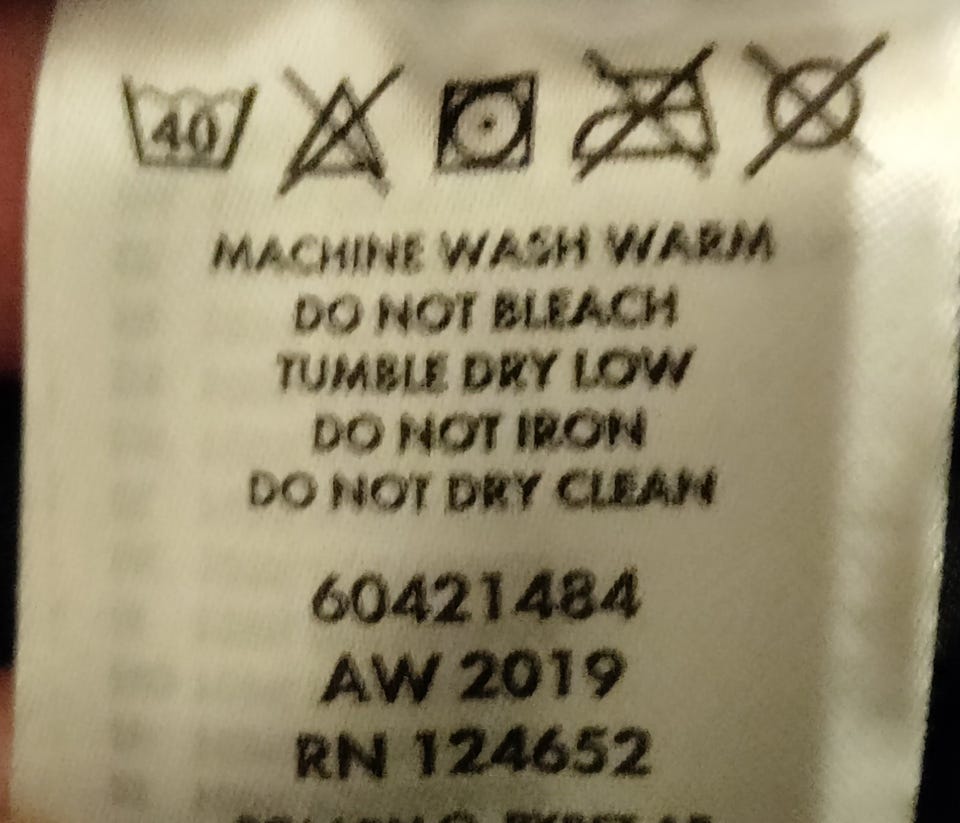 40
MACHINE WASH WARM
DO NOT BLEACH
TUMBLE DRY LOW
DO NOT IRON
DO NOT DRY CLEAN
60421484
AW 2019
RN 124652